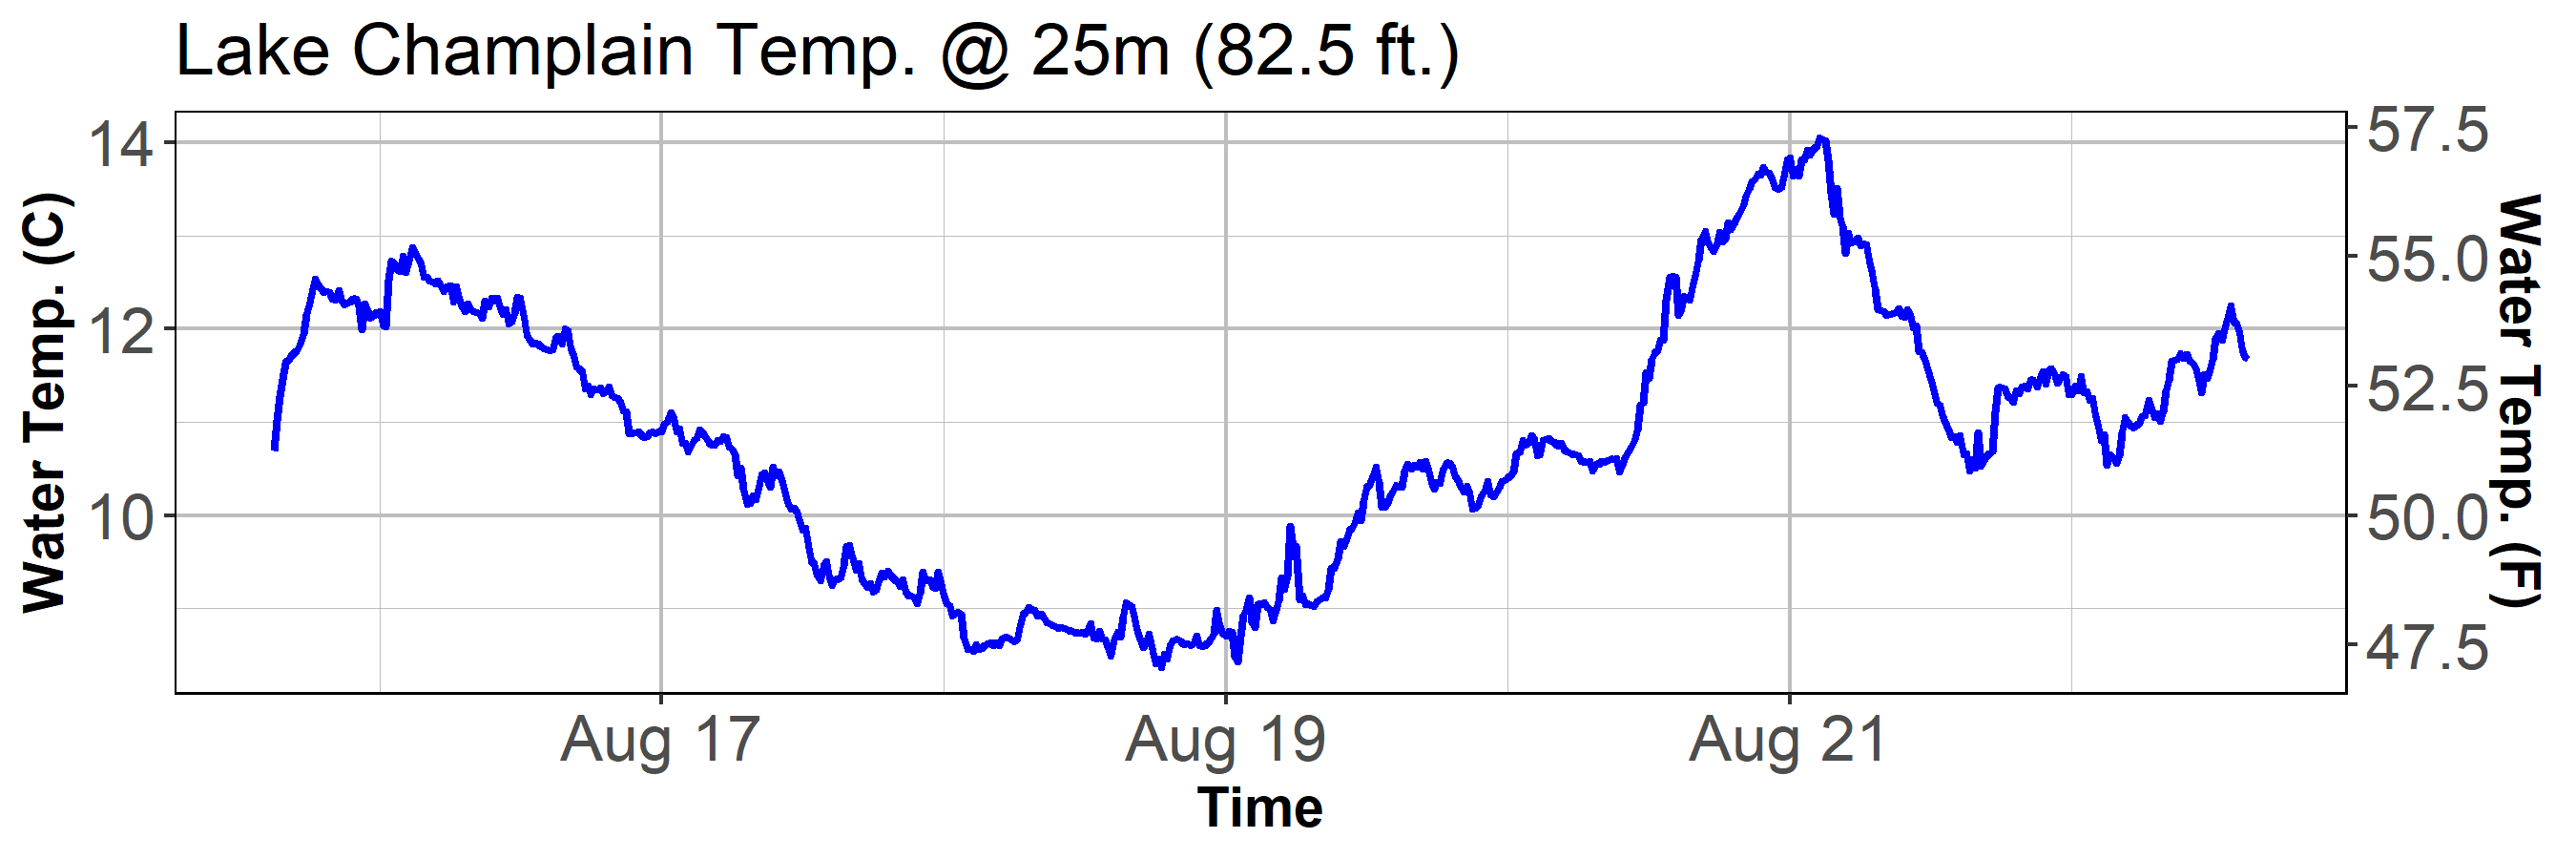 Lake Champlain Temp. @ 25m (82.5 ft.)
Water Temp. (C)
14
12
10
57.5
55.0
52.5
50.0
47.5
Water Temp. (F)
Aug 17
Aug 19
Aug 21
Time